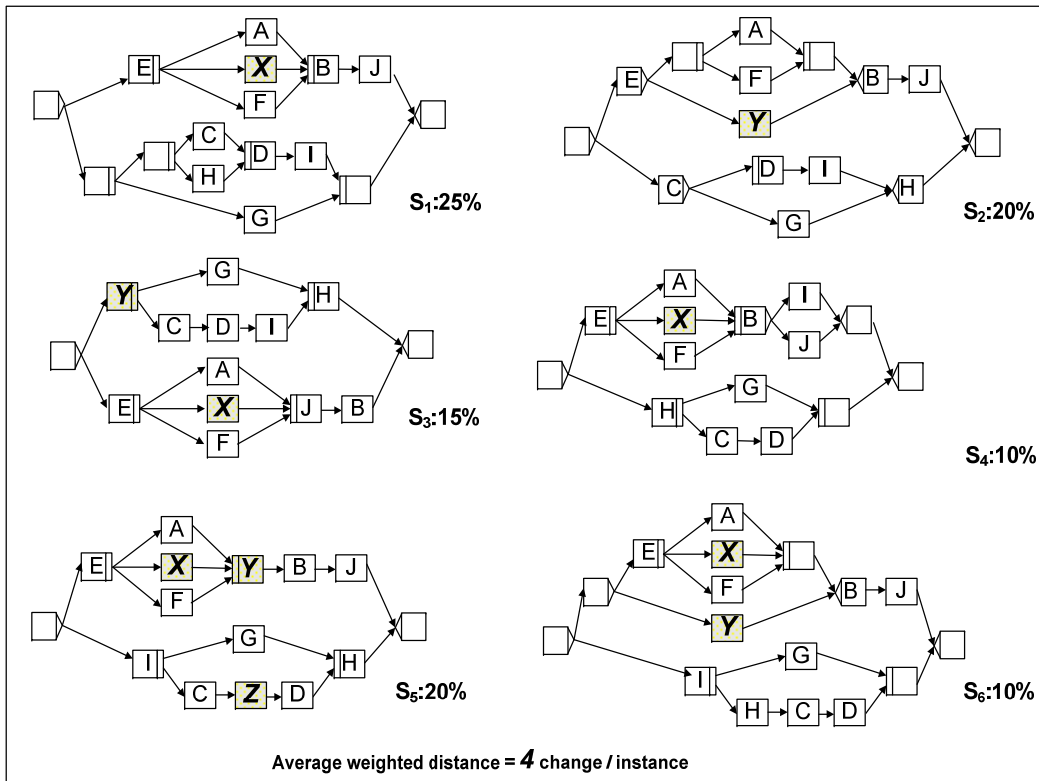 A
E X B J
F
C
D I
H
G
S1:25%
A
E F B J
Y
D I
C H
G
S2:20%
G
Y H
C D I
A
E X J B
F
S3:15%
A I
E X B
F J
G
H
C D
S4:10%
A
E X Y B J
F
G
I H
C Z D
S5:20%
A
E X
F B J
Y
G
I
H C D
S6:10%
Average weighted distance = 4 change / instance